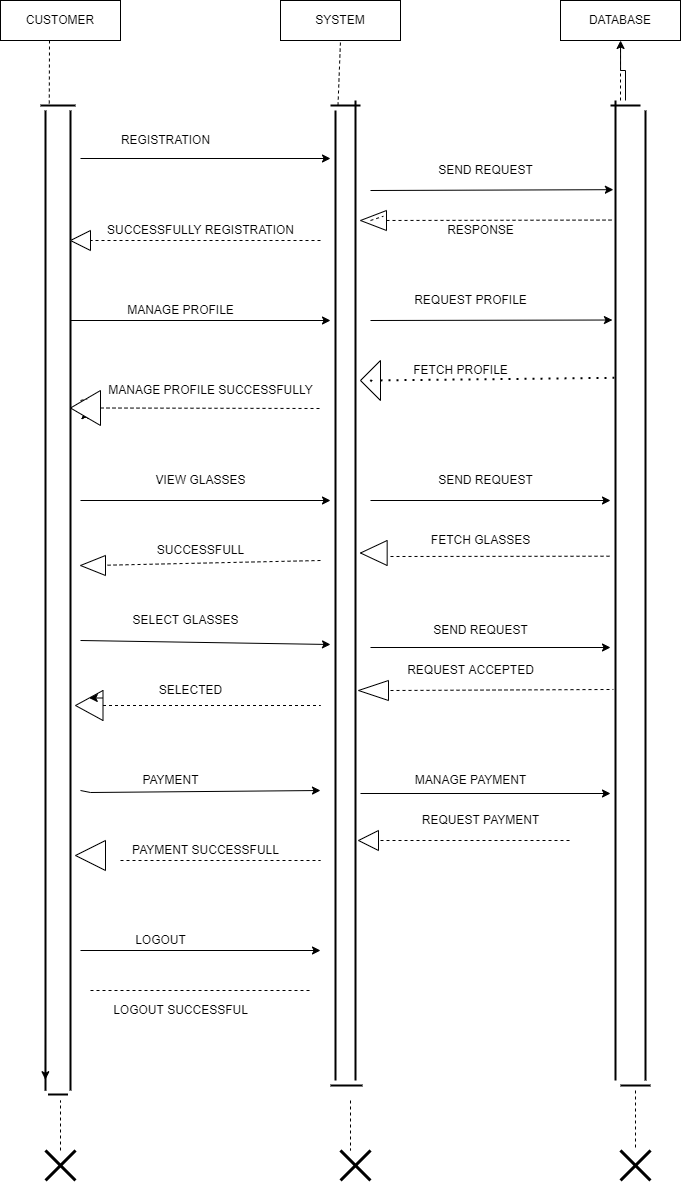 CUSTOMER
SYSTEM
DATABASE
REGISTRATION
SEND REQUEST
SUCCESSFULLY REGISTRATION
RESPONSE
MANAGE PROFILE
REQUEST PROFILE
FETCH PROFILE
MANAGE PROFILE SUCCESSFULLY
VIEW GLASSES
SEND REQUEST
SUCCESSFULL
FETCH GLASSES
SELECT GLASSES
SEND REQUEST
REQUEST ACCEPTED
SELECTED
PAYMENT
MANAGE PAYMENT
REQUEST PAYMENT
PAYMENT SUCCESSFULL
LOGOUT
LOGOUT SUCCESSFUL